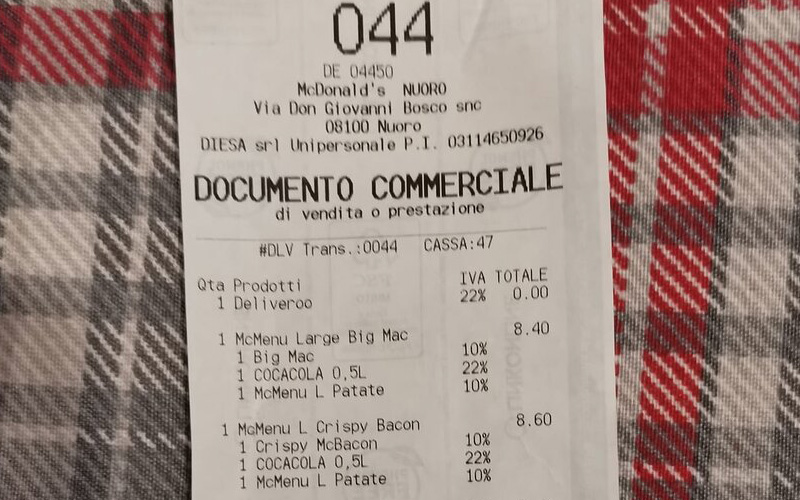 044
DE 04450
McDonald's NUORO
Via Don Giovanni Bosco snc
08100 Nuoro
DIESA srl Unipersonale P.I. 03114650926
DOCUMENTO COMMERCIALE
di vendita o prestazione
#DLV Trans.:0044 CASSA:47
Qta Prodotti IVA TOTALE
1 Deliveroo 22% 0.00
1 McMenu Large Big Mac 8.40
1 Big Mac 10%
1 COCACOLA 0,5L 22%
1 McMenu L Patate 10%
1 McMenu L Crispy Bacon 8.60
1 Crispy McBacon 10%
1 COCACOLA 0,5L 22%
1 McMenu L Patate 10%